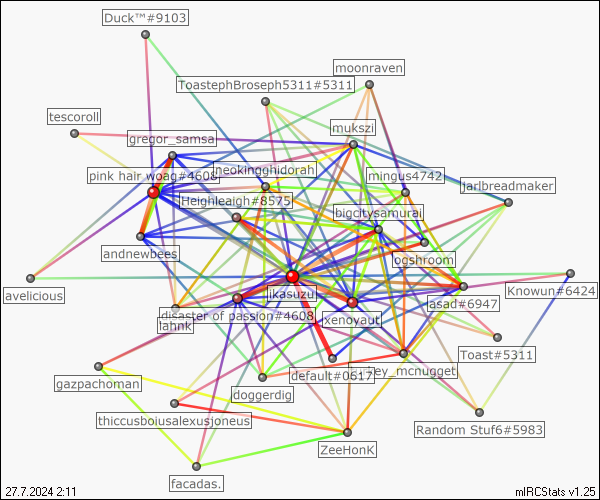 Duck™#9103
moonraven
ToastephBroseph5311#5311
tescoroll
mukszi
gregor_samsa
neokingghidorah
pink hair woag#4608
mingus4742
jarlbreadmaker
Heighleaigh#8575
bigcitysamurai
andnewbees
ogshroom
avelicious
ikasuzu
Knowun#6424
asad#6947
disaster of passion#4608
xenoyaut
lahnk
Toast#5311
default#0617
ey_mcnugget
gazpachoman
doggerdig
thiccusboiusalexusjoneus
Random Stuf6#5983
ZeeHonK
facadas.
27.7.2024 2:11
mIRCStats v1.25